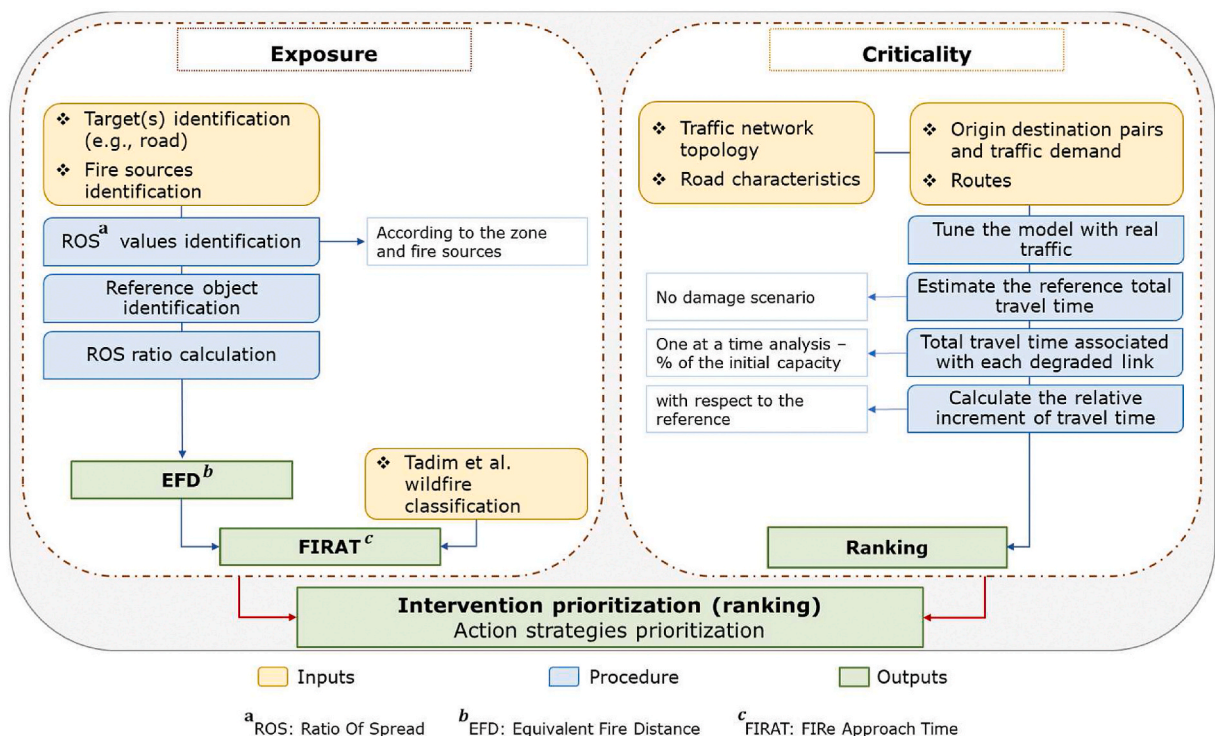 Exposure
❖ Target(s) identification
(e.g., road)
❖ Fire sources
identification
ROSa values identification
According to the zone
and fire sources
Reference object
identification
ROS ratio calculation
EFDb
❖ Tadim et al.
wildfire
classification
FIRATc
Criticality
❖ Traffic network
topology
❖ Road characteristics
❖ Origin destination pairs
and traffic demand
❖ Routes
Tune the model with real
traffic
No damage scenario
Estimate the reference total
travel time
One at a time analysis –
% of the initial capacity
Total travel time associated
with each degraded link
with respect to the
reference
Calculate the relative
increment of travel time
Ranking
Intervention prioritization (ranking)
Action strategies prioritization
Inputs
Procedure
Outputs
aROS: Ratio Of Spread
bEFD: Equivalent Fire Distance
cFIRAT: FIRe Approach Time